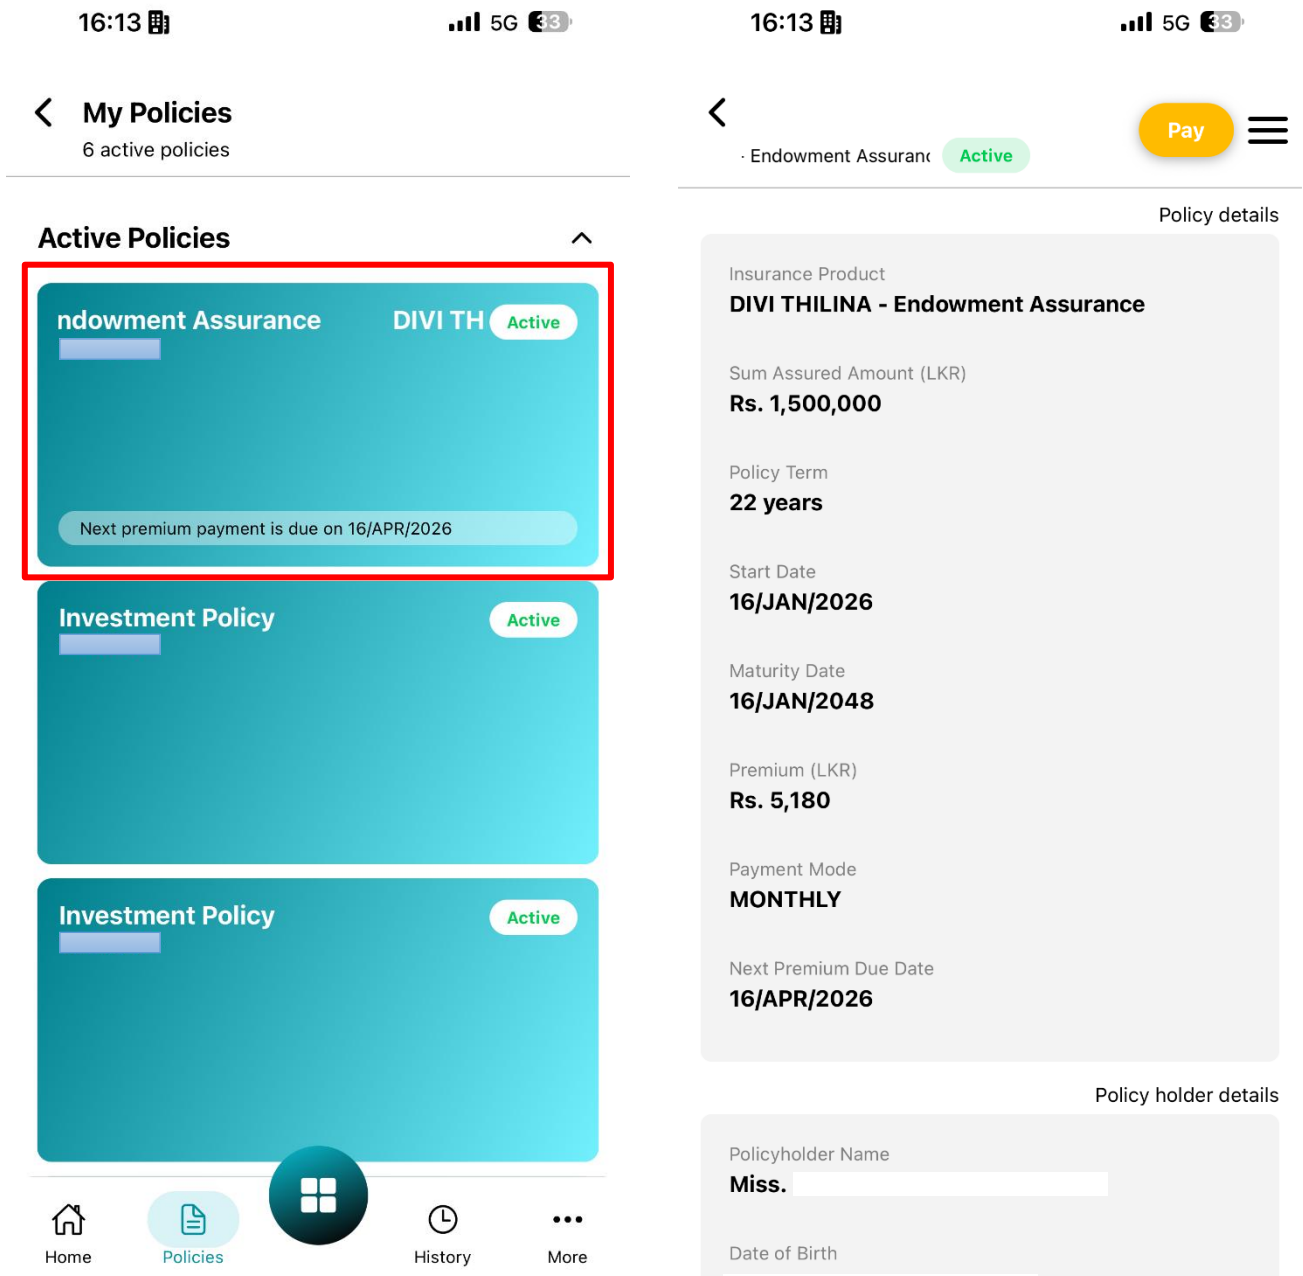 16:13
5G 33
My Policies
6 active policies
Active Policies
ndowment Assurance DIVI TH Active
Next premium payment is due on 16/APR/2026
Investment Policy Active
Investment Policy Active
Home Policies History More
16:13
5G 33
· Endowment Assuranc Active
Pay
Policy details
Insurance Product
DIVI THILINA - Endowment Assurance
Sum Assured Amount (LKR)
Rs. 1,500,000
Policy Term
22 years
Start Date
16/JAN/2026
Maturity Date
16/JAN/2048
Premium (LKR)
Rs. 5,180
Payment Mode
MONTHLY
Next Premium Due Date
16/APR/2026
Policy holder details
Policyholder Name
Miss.
Date of Birth